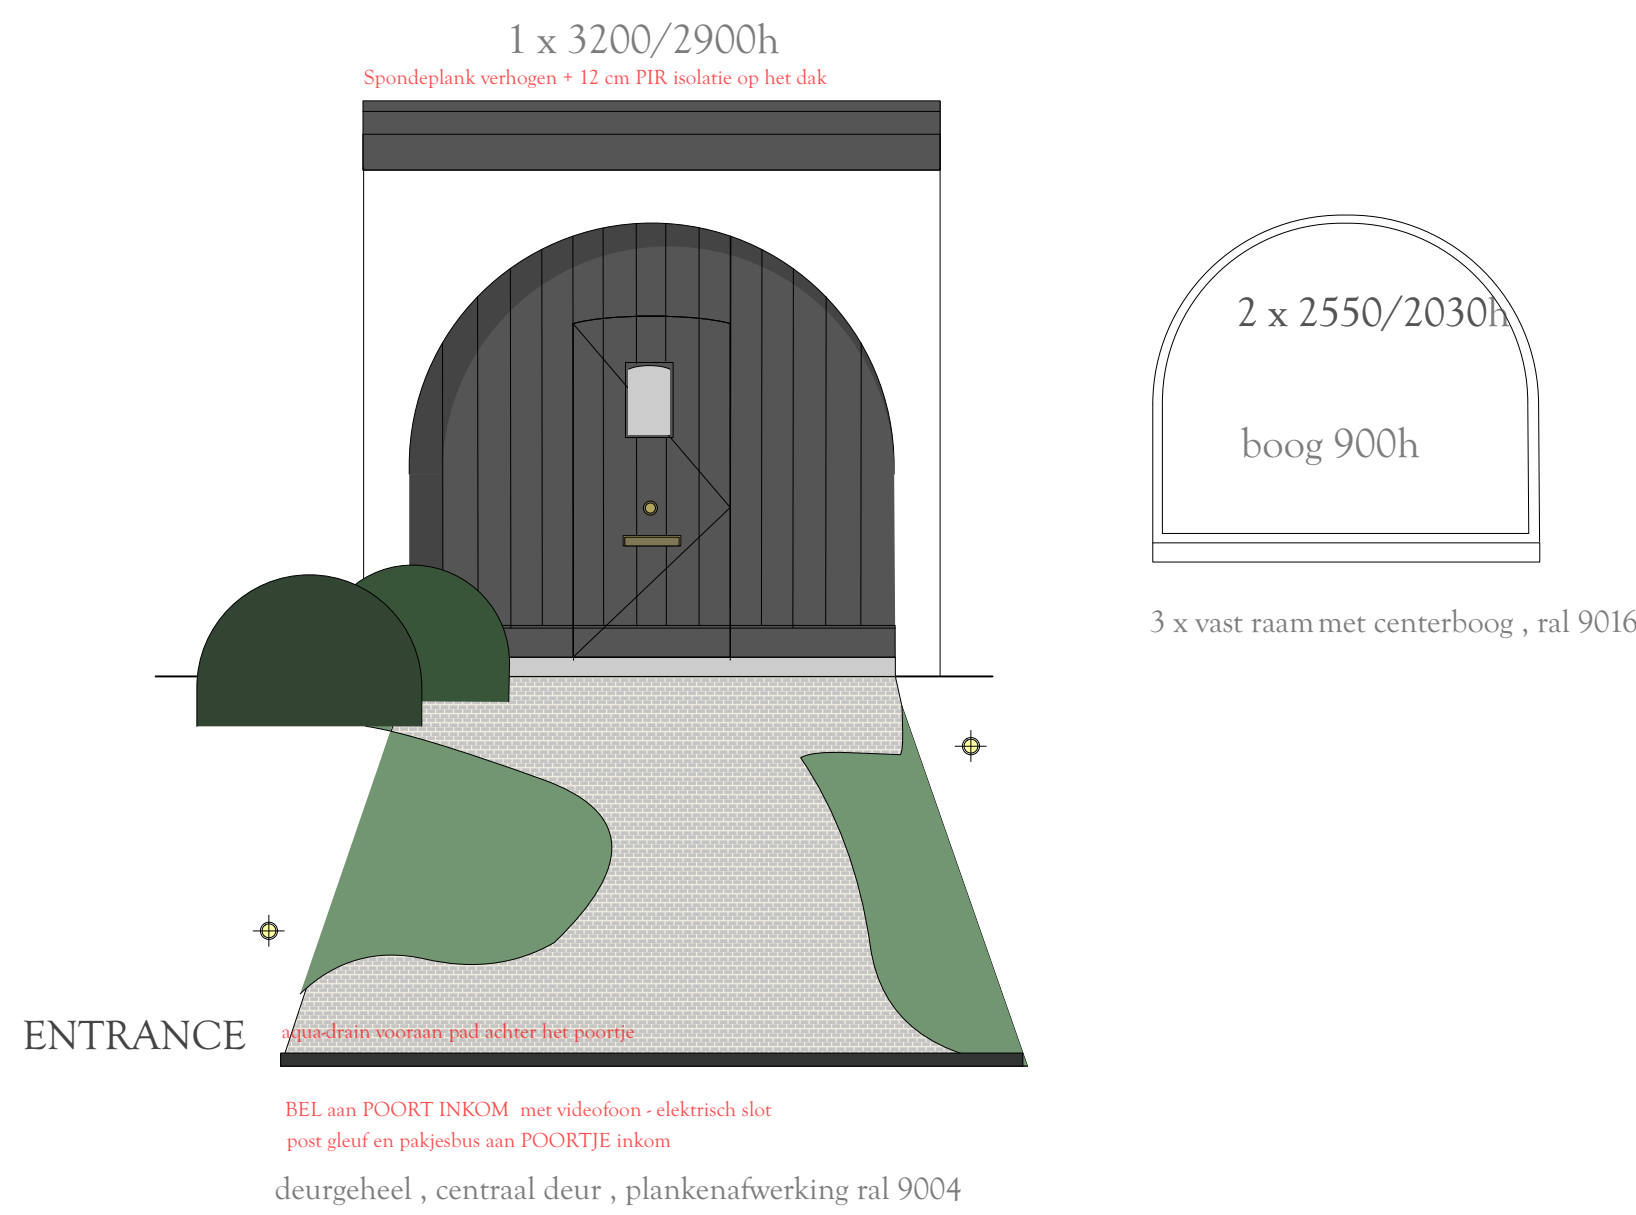 1 x 3200/2900h
Spondeplank verhogen + 12 cm PIR isolatie op het dak
2 x 2550/2030h
boog 900h
3 x vast raam met centerboog , ral 9016
ENTRANCE
aqua-drain vooraan pad achter het poortje
BEL aan POORT INKOM met videofoon - elektrisch slot
post gleuf en pakjesbus aan POORTJE inkom
deurgeheel , centraal deur , plankenafwerking ral 9004